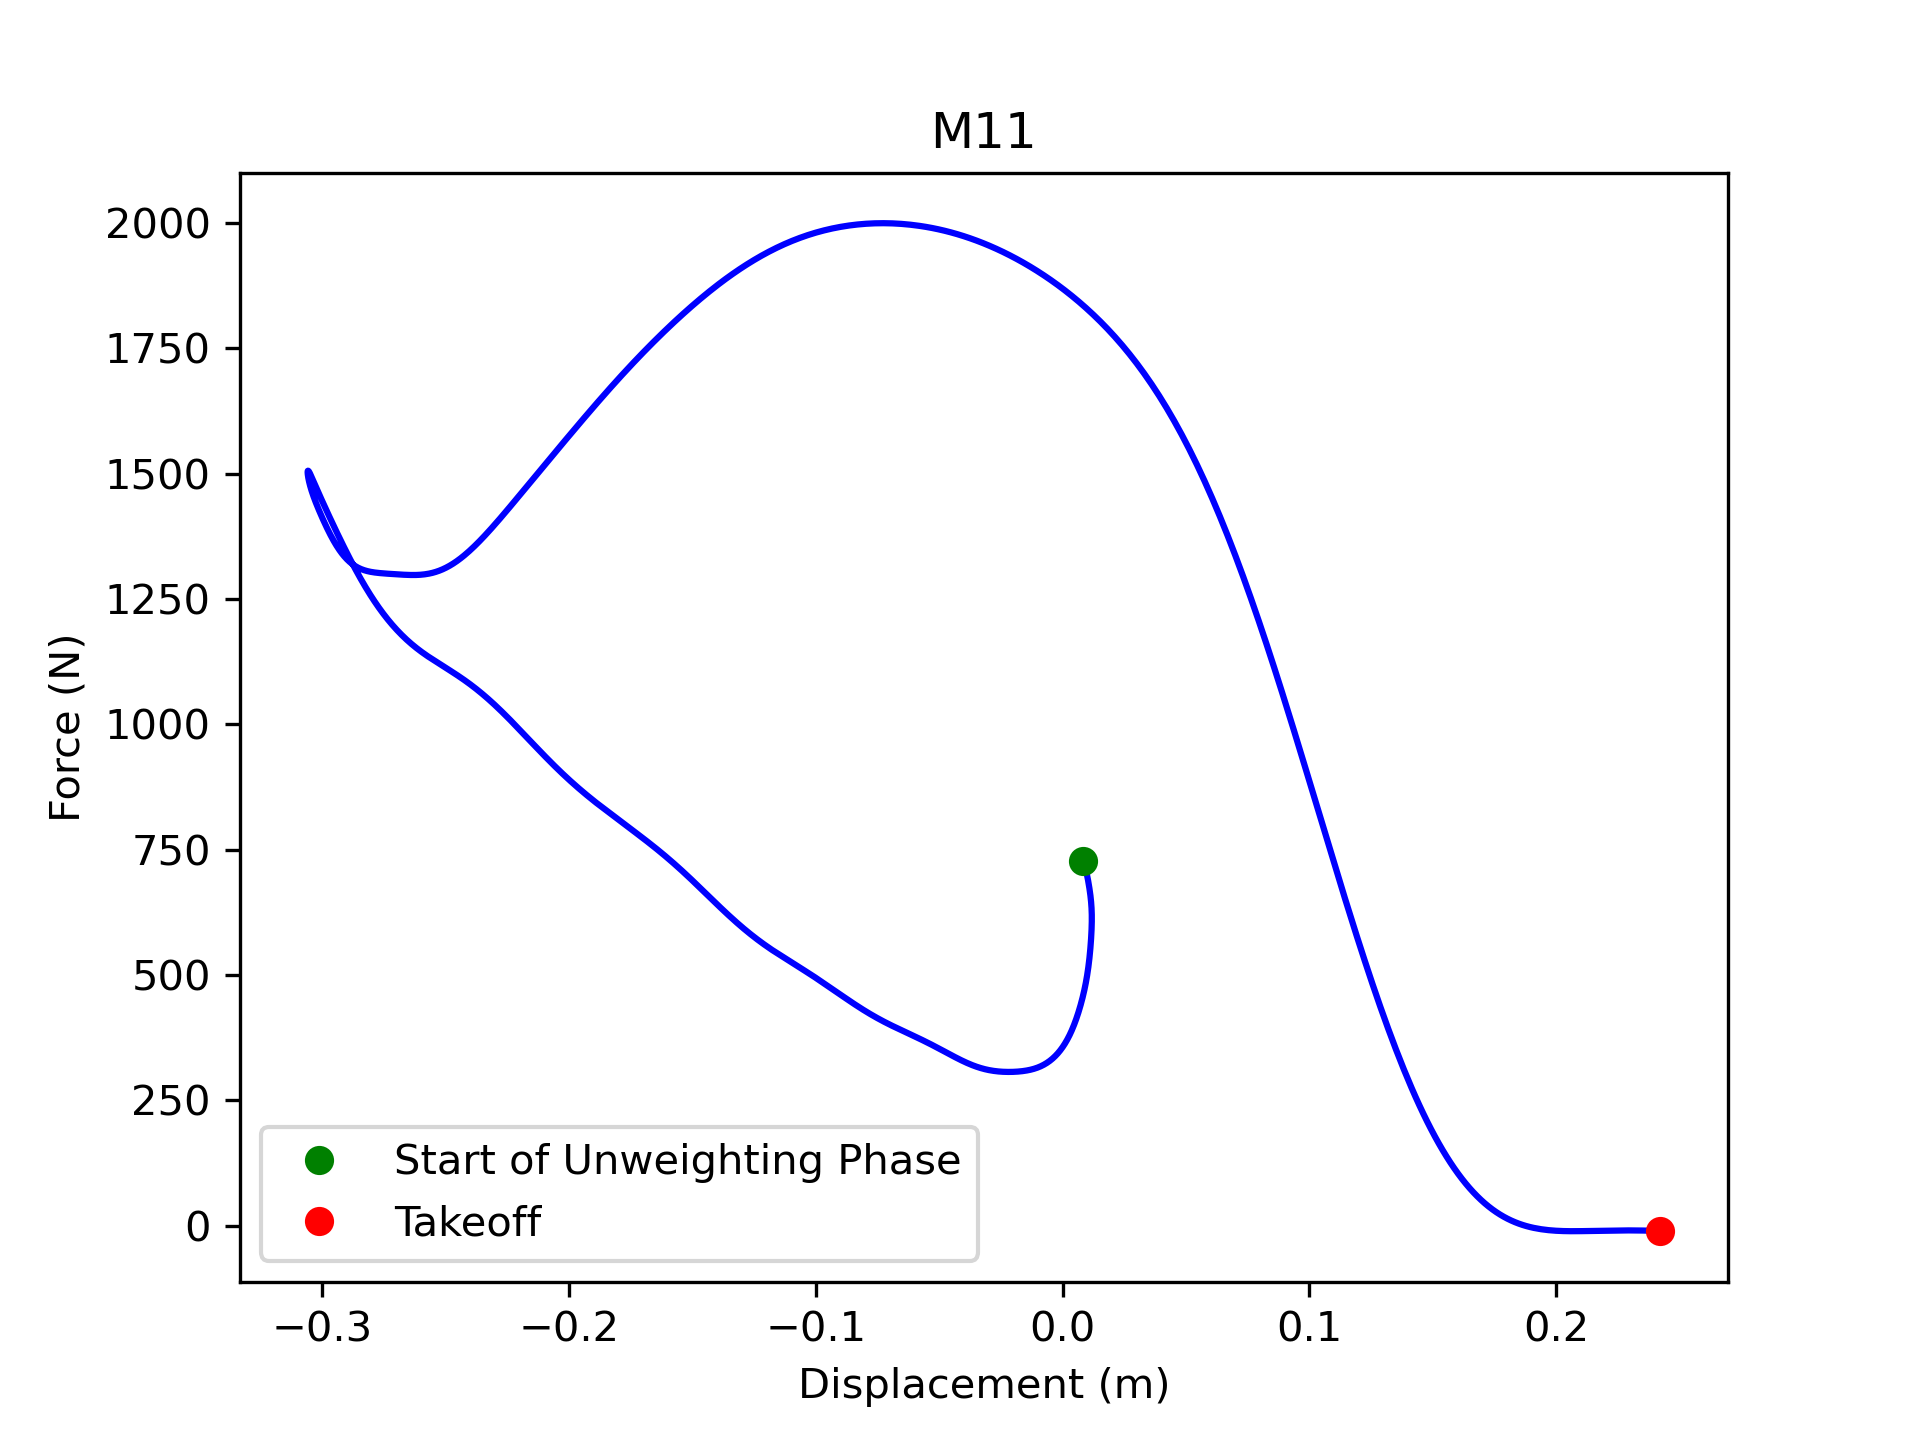 M11
2000
1750
1500
1250
1000
750
500
250
0
Force (N)
Start of Unweighting Phase
Takeoff
−0.3 −0.2 −0.1 0.0 0.1 0.2
Displacement (m)